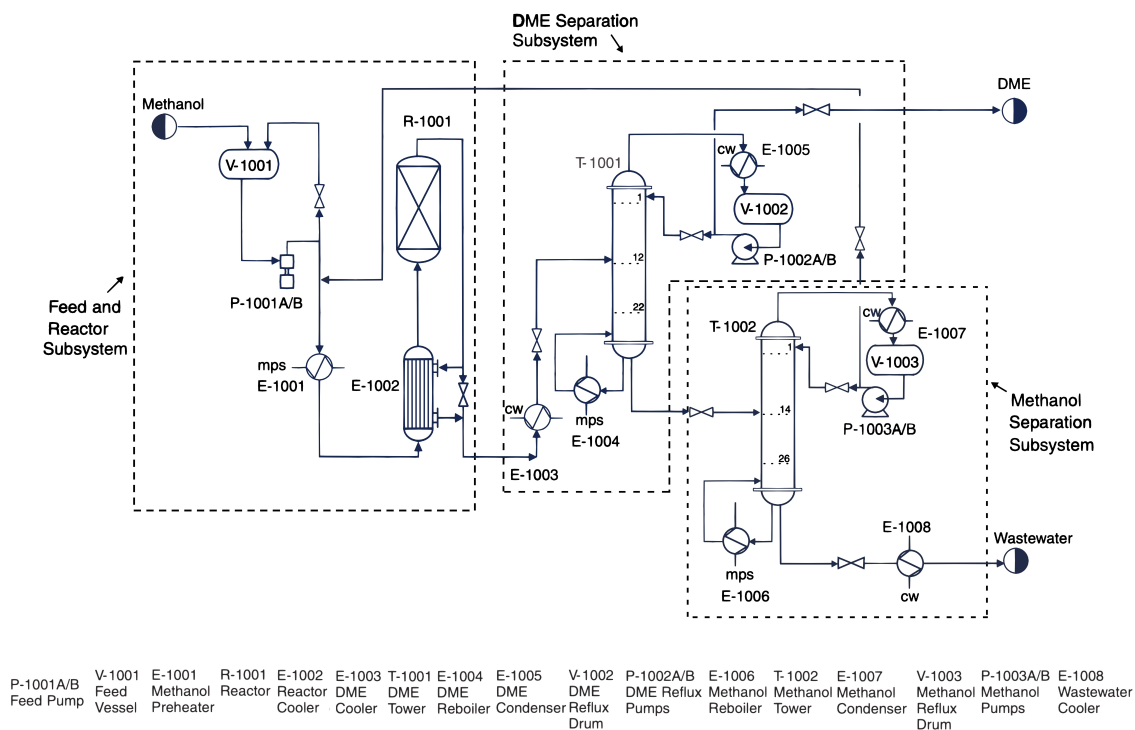 DME Separation
Subsystem
DME
Methanol
R-1001
cw
E-1005
T-1001
V-1001
1
V-1002
12
P-1002A/B
P-1001A/B
22
Feed and
Reactor
Subsystem
cw
E-1007
T-1002
1
V-1003
mps
E-1001
E-1002
cw
mps
E-1004
14
P-1003A/B
Methanol
Separation
Subsystem
E-1003
26
E-1008
Wastewater
mps
E-1006
cw
P-1001A/B
Feed Pump
V-1001
Feed
Vessel
E-1001
Methanol
Preheater
R-1001
Reactor
E-1002
Reactor
Cooler
E-1003
DME
Cooler
T-1001
DME
Tower
E-1004
DME
Reboiler
E-1005
DME
Condenser
V-1002
DME
Reflux
Drum
P-1002A/B
DME Reflux
Pumps
E-1006
Methanol
Reboiler
T-1002
Methanol
Tower
E-1007
Methanol
Condenser
V-1003
Methanol
Reflux
Drum
P-1003A/B
Methanol
Pumps
E-1008
Wastewater
Cooler